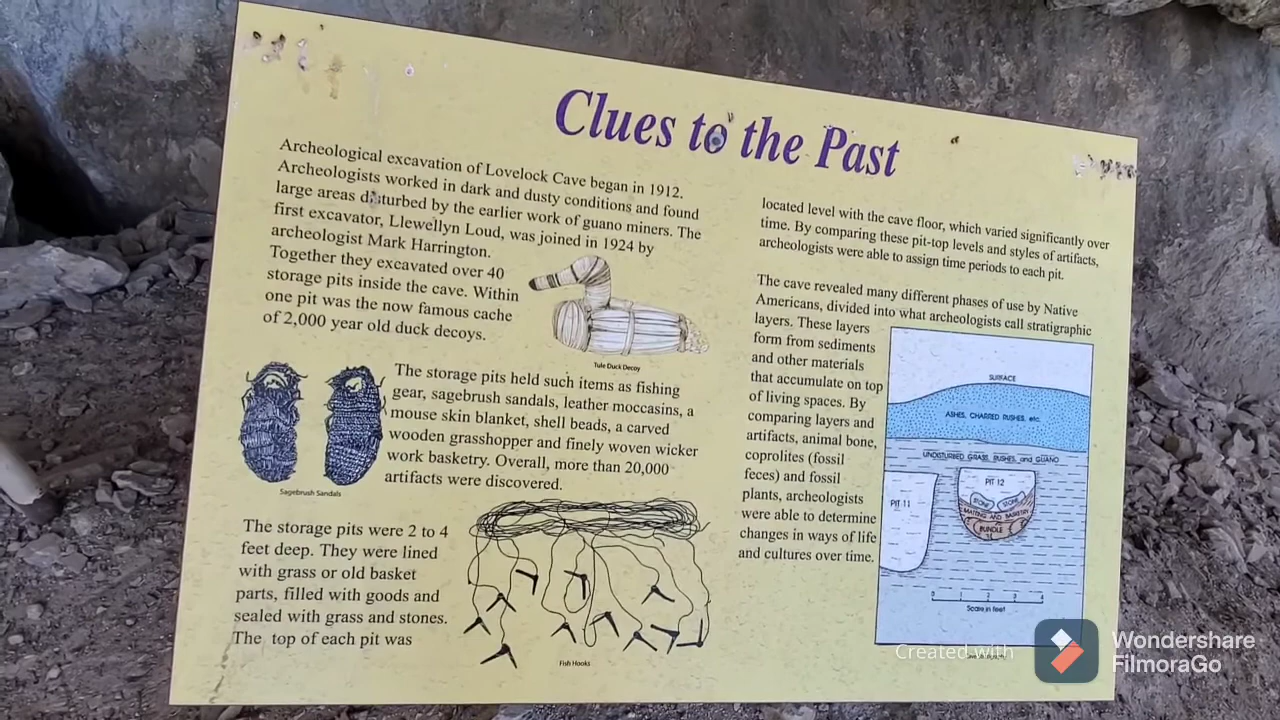 Clues to the Past
Archeological excavation of Lovelock Cave began in 1912.
Archeologists worked in dark and dusty conditions and found
large areas disturbed by the earlier work of guano miners. The
first excavator, Llewellyn Loud, was joined in 1924 by
archeologist Mark Harrington.
Together they excavated over 40
storage pits inside the cave. Within
one pit was the now famous cache
of 2,000 year old duck decoys.
Tule Duck Decoy
The storage pits held such items as fishing
gear, sagebrush sandals, leather moccasins, a
mouse skin blanket, shell beads, a carved
wooden grasshopper and finely woven wicker
work basketry. Overall, more than 20,000
artifacts were discovered.
Sagebrush Sandals
The storage pits were 2 to 4
feet deep. They were lined
with grass or old basket
parts, filled with goods and
sealed with grass and stones.
The top of each pit was
Fish Hooks
located level with the cave floor, which varied significantly over
time. By comparing these pit-top levels and styles of artifacts,
archeologists were able to assign time periods to each pit.
The cave revealed many different phases of use by Native
Americans, divided into what archeologists call stratigraphic
layers. These layers
form from sediments
and other materials
that accumulate on top
of living spaces. By
comparing layers and
artifacts, animal bone,
coprolites (fossil
feces) and fossil
plants, archeologists
were able to determine
changes in ways of life
and cultures over time.
SURFACE
ASHES, CHARRED RUSHES, etc.
UNDISTURBED GRASS, RUSHES, and GUANO
PIT 12
PIT 11
STONE STONE
MATTING AND BASKETRY
BUNDLE
0 1 2 3 4
Scale in feet
Created with
Wondershare
FilmoraGo